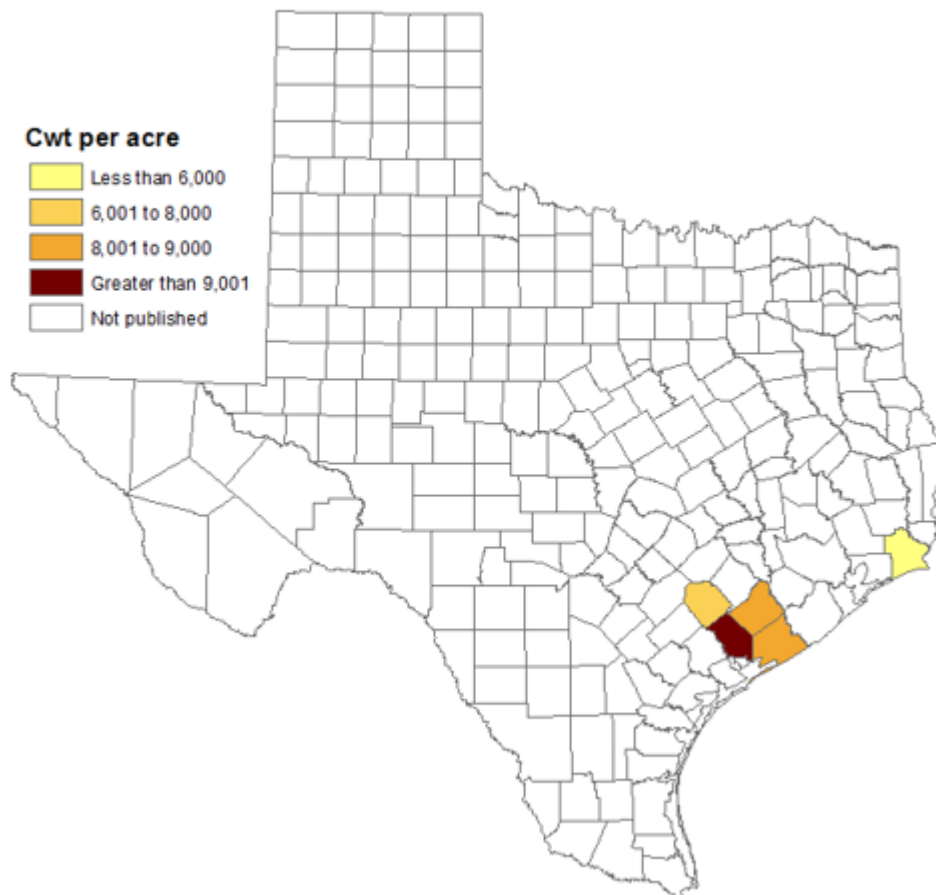 Cwt per acre
Less than 6,000
6,001 to 8,000
8,001 to 9,000
Greater than 9,001
Not published